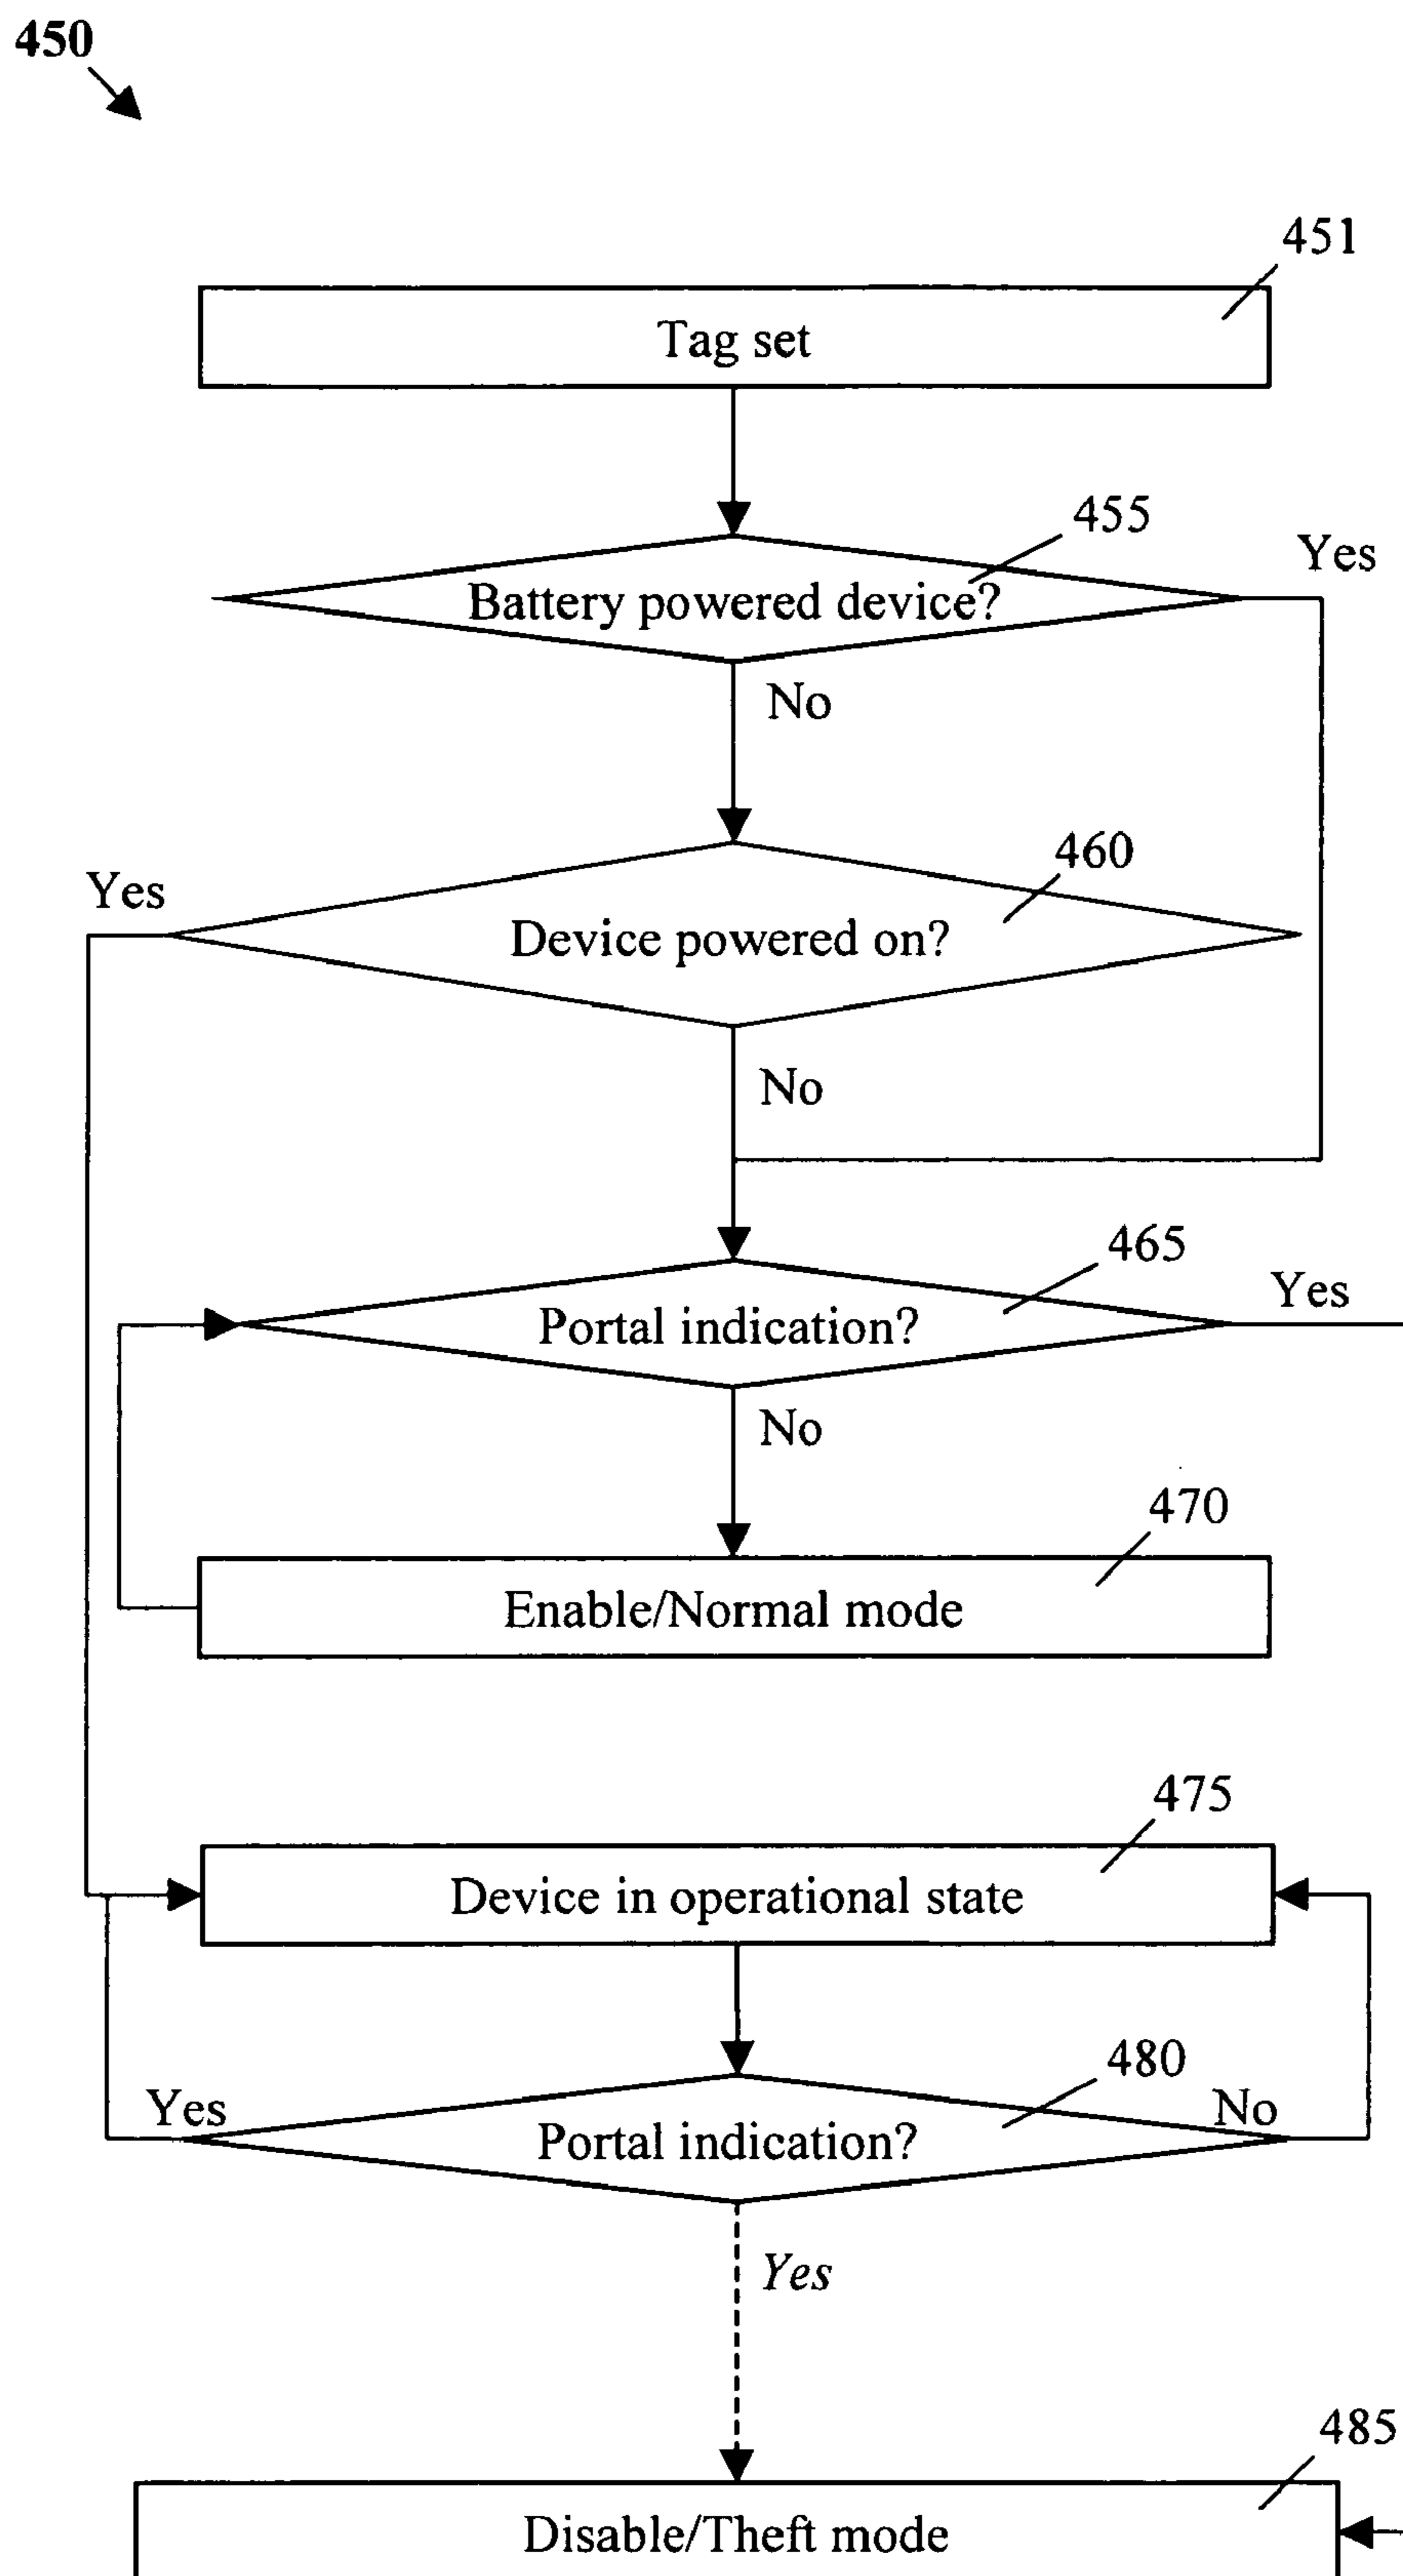 450
451
Tag set
455
Yes
Battery powered device?
No
460
Yes
Device powered on?
No
465
Yes
Portal indication?
No
470
Enable/Normal mode
475
Device in operational state
480
Yes
No
Portal indication?
Yes
485
Disable/Theft mode